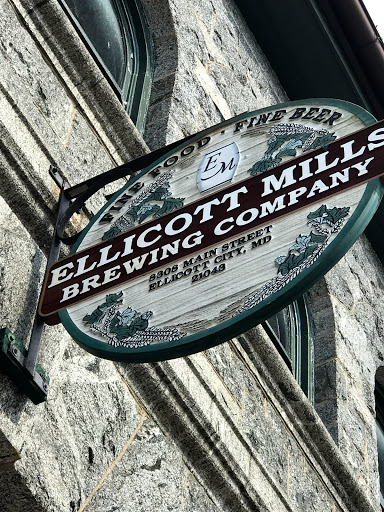 FINE FOOD · FINE BEER
EM
ELLICOTT MILLS
BREWING COMPANY
8308 MAIN STREET
ELLICOTT CITY, MD
21043